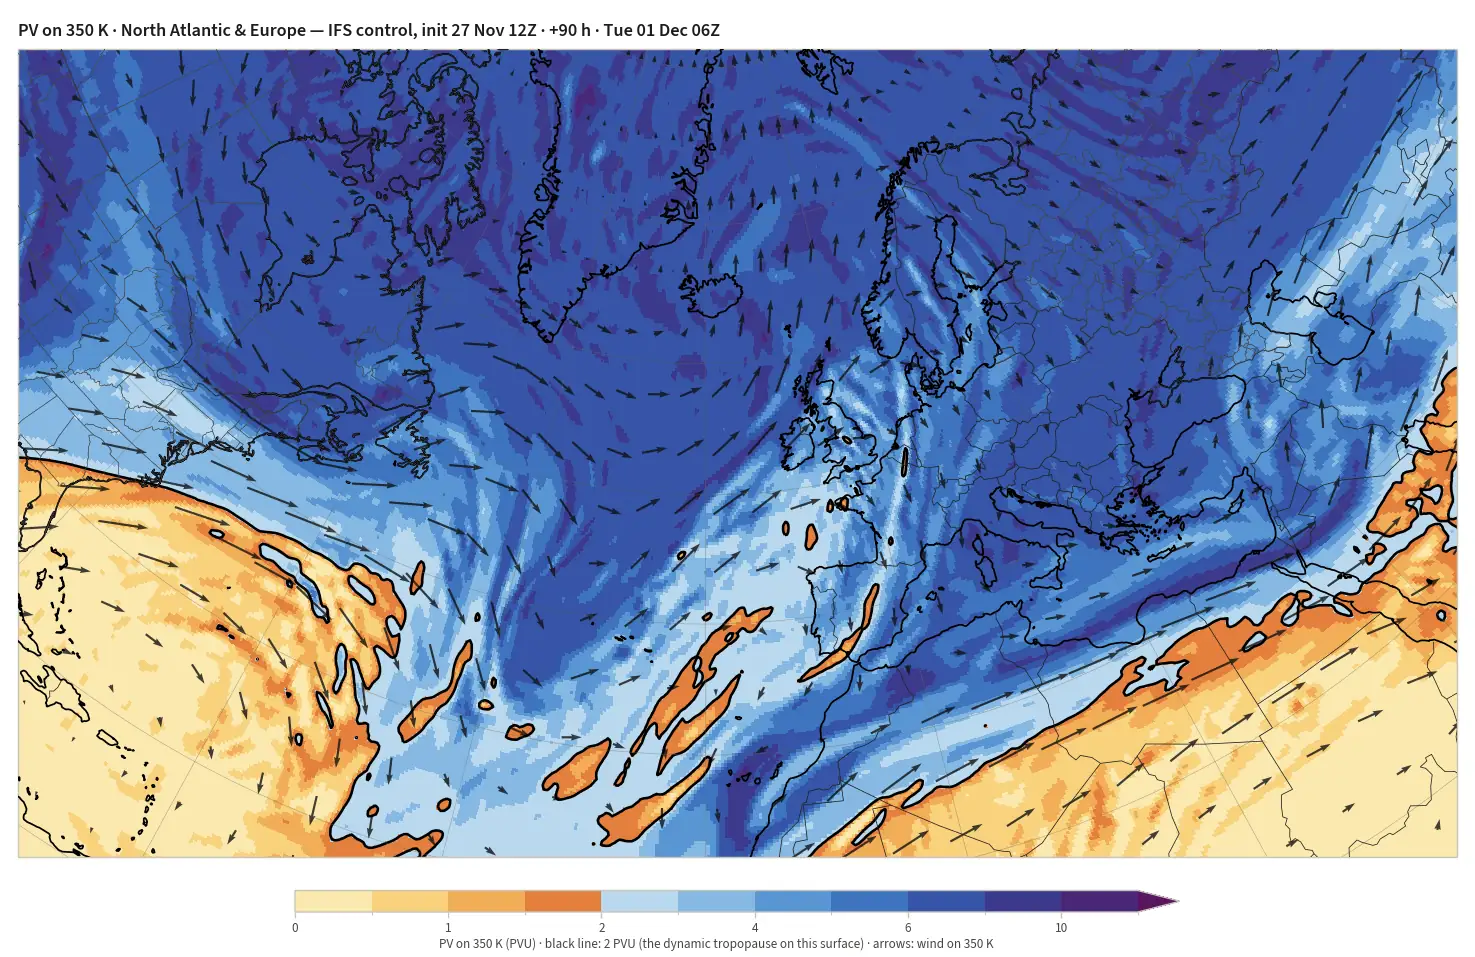 PV on 350 K · North Atlantic & Europe — IFS control, init 27 Nov 12Z · +90 h · Tue 01 Dec 06Z
0 1 2 4 6 10
PV on 350 K (PVU) · black line: 2 PVU (the dynamic tropopause on this surface) · arrows: wind on 350 K